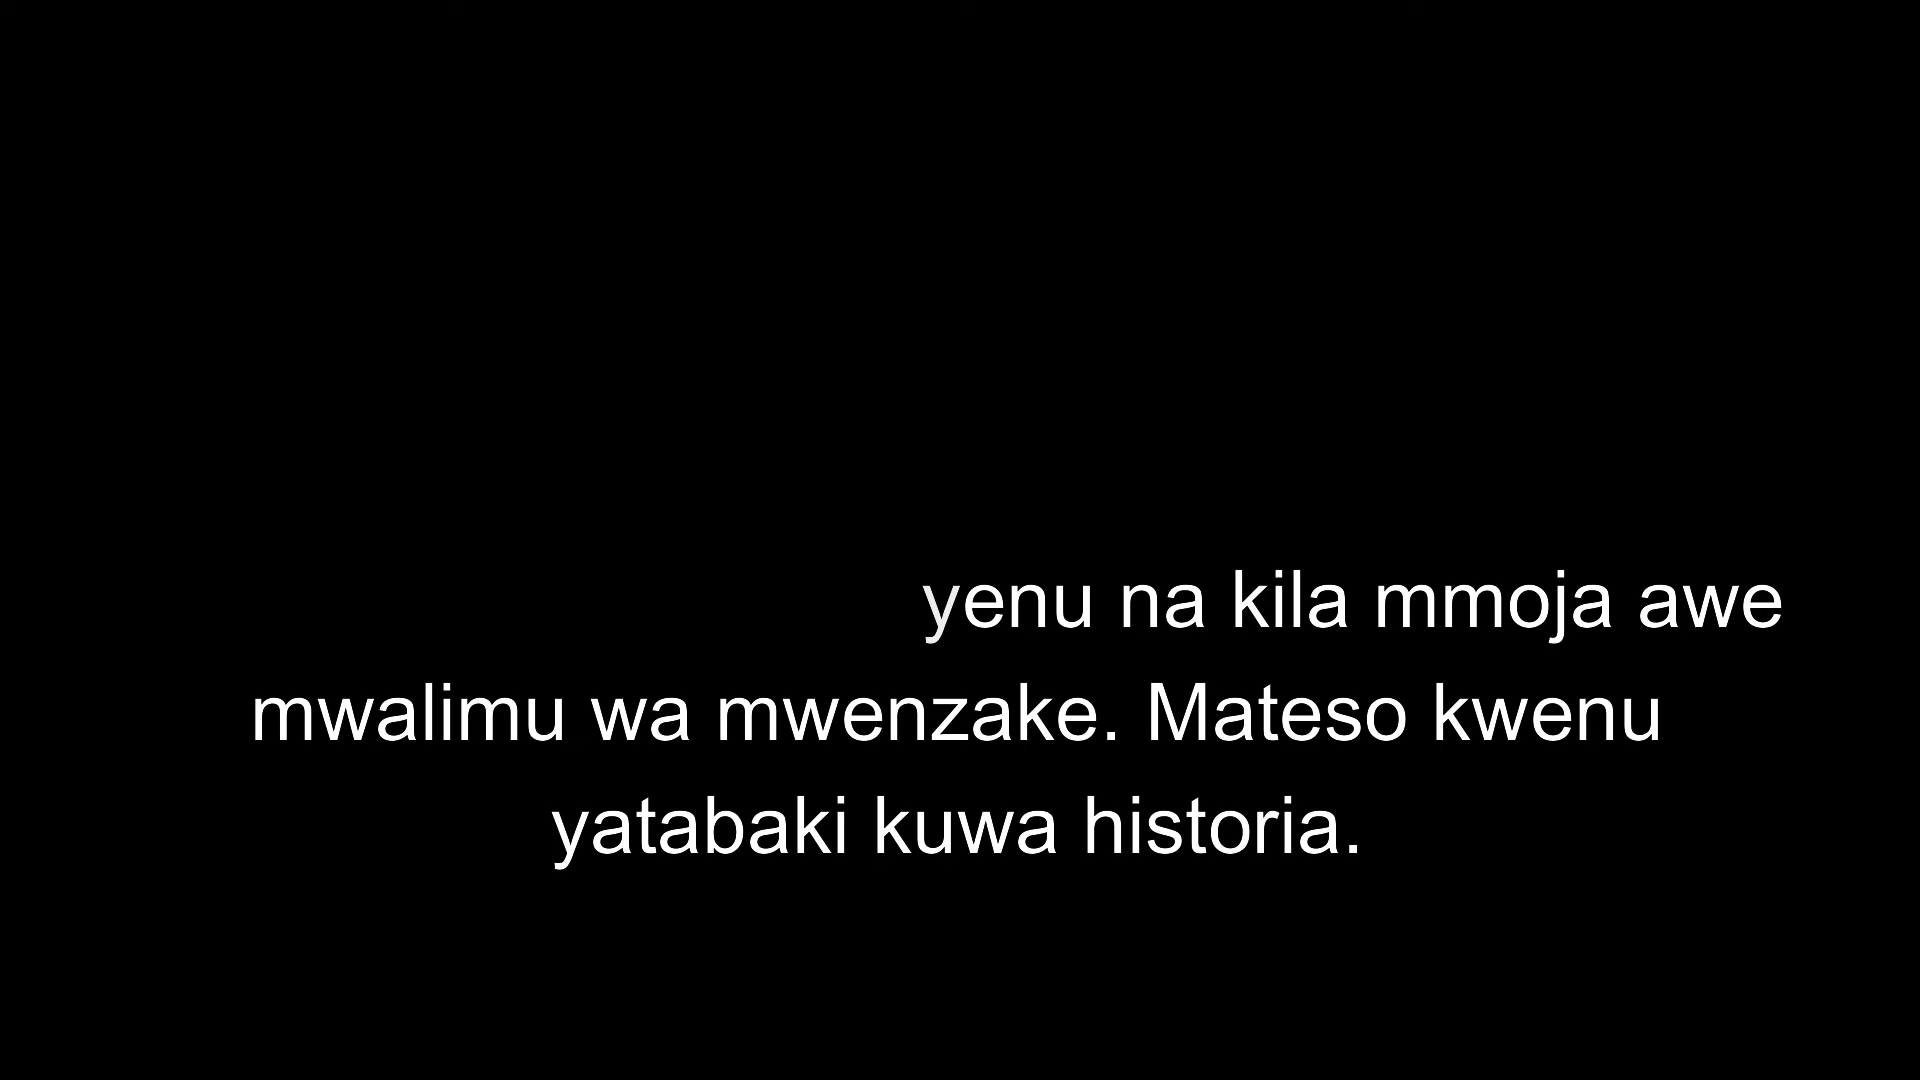 yenu na kila mmoja awe
mwalimu wa mwenzake. Mateso kwenu
yatabaki kuwa historia.